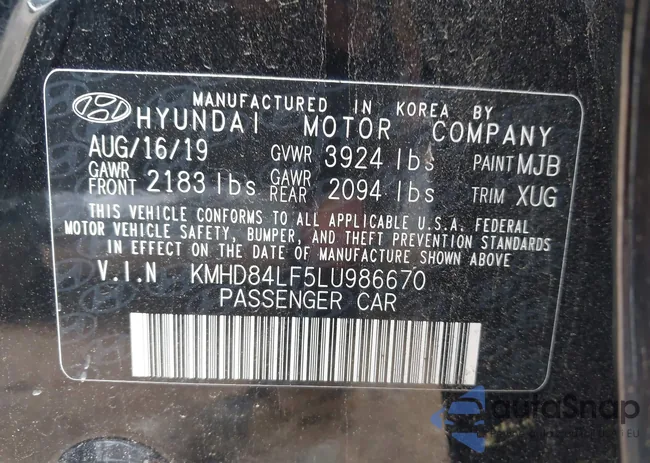 MANUFACTURED IN KOREA BY
HYUNDAI MOTOR COMPANY
AUG/16/19 GVWR 3924 lbs PAINT MJB
GAWR FRONT 2183 lbs GAWR REAR 2094 lbs TRIM XUG
THIS VEHICLE CONFORMS TO ALL APPLICABLE U.S.A. FEDERAL
MOTOR VEHICLE SAFETY, BUMPER, AND THEFT PREVENTION STANDARDS
IN EFFECT ON THE DATE OF MANUFACTURE SHOWN ABOVE.
V.I.N KMHD84LF5LU986670
PASSENGER CAR
autoSnap